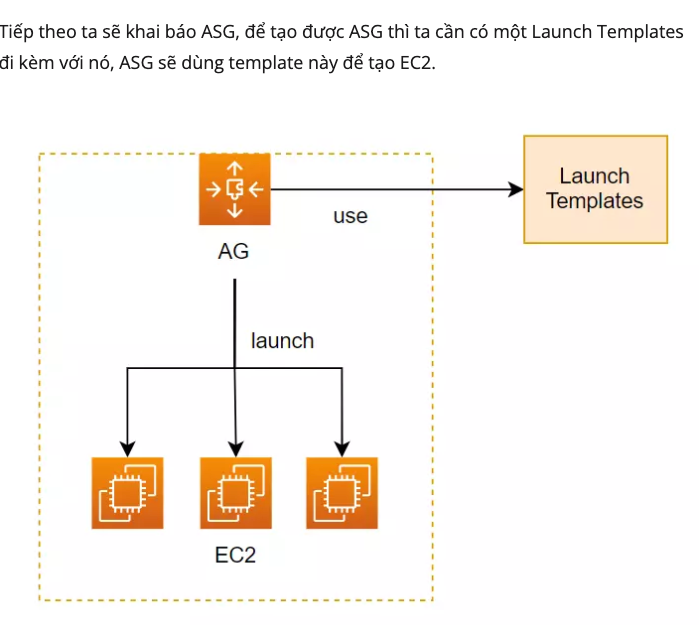 Tiếp theo ta sẽ khai báo ASG, để tạo được ASG thì ta cần có một Launch Templates
đi kèm với nó, ASG sẽ dùng template này để tạo EC2.
Launch
Templates
use
AG
launch
EC2